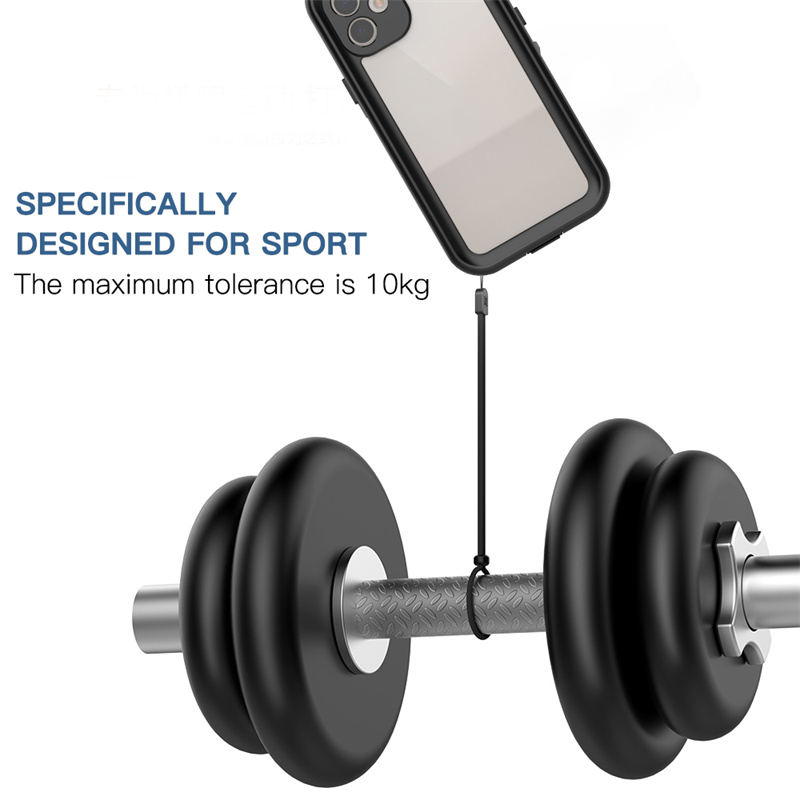 SPECIFICALLY
DESIGNED FOR SPORT
The maximum tolerance is 10kg